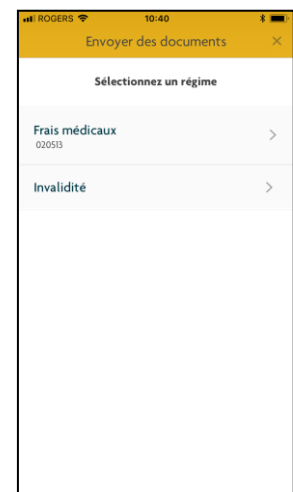 ROGERS 10:40
Envoyer des documents
Sélectionnez un régime
Frais médicaux
020513
Invalidité